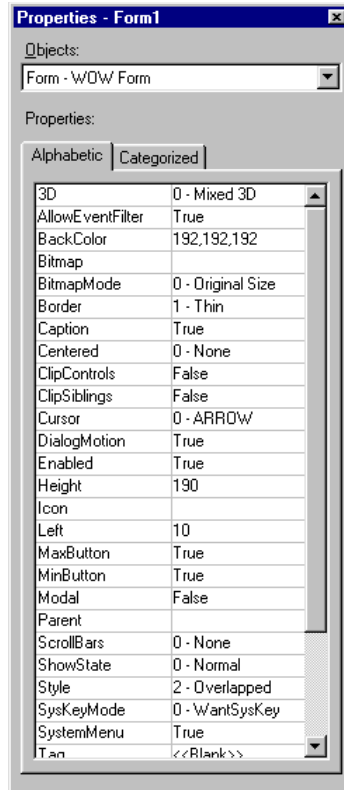 Properties - Form1
Objects:
Form - WOW Form
Properties:
Alphabetic Categorized
3D 0 - Mixed 3D
AllowEventFilter True
BackColor 192,192,192
Bitmap
BitmapMode 0 - Original Size
Border 1 - Thin
Caption True
Centered 0 - None
ClipControls False
ClipSiblings False
Cursor 0 - ARROW
DialogMotion True
Enabled True
Height 190
Icon
Left 10
MaxButton True
MinButton True
Modal False
Parent
ScrollBars 0 - None
ShowState 0 - Normal
Style 2 - Overlapped
SysKeyMode 0 - WantSysKey
SystemMenu True
Tag <<Blank>>